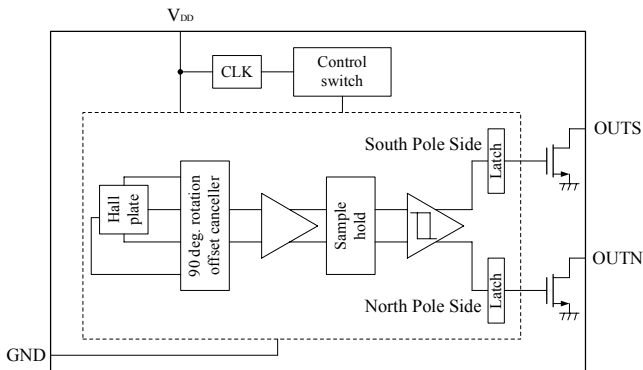 VDD
CLK
Control
switch
OUTS
South Pole Side
Latch
Hall
plate
90 deg. rotation
offset canceller
Sample
hold
OUTN
Latch
North Pole Side
GND